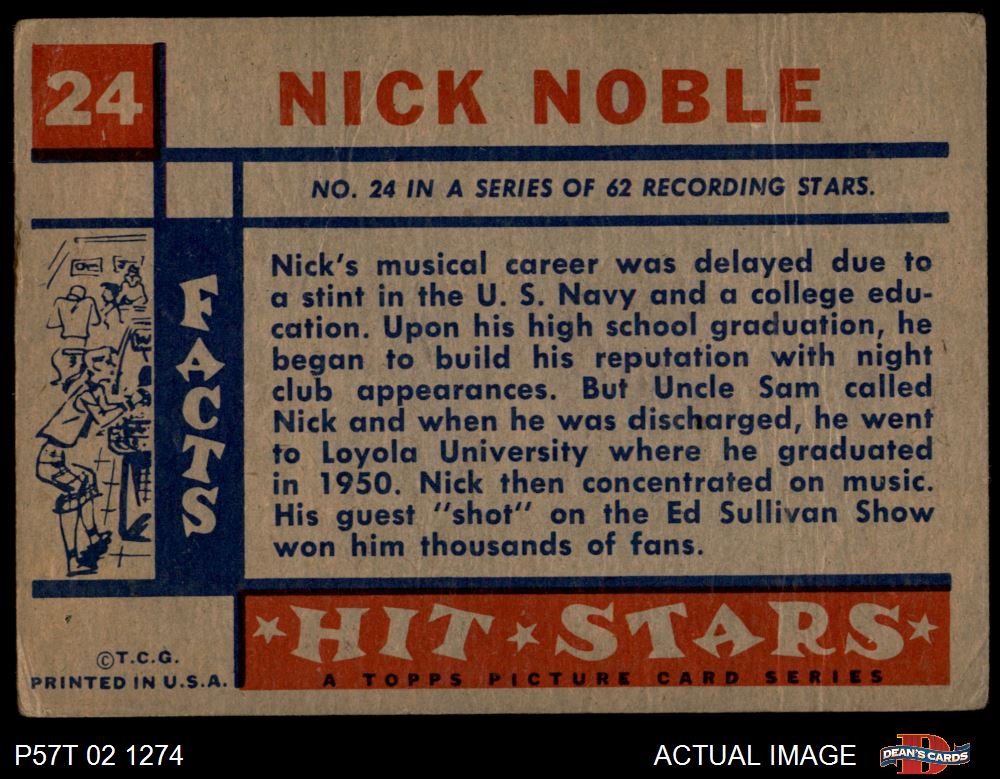 24
NICK NOBLE
NO. 24 IN A SERIES OF 62 RECORDING STARS.
FACTS
Nick's musical career was delayed due to
a stint in the U. S. Navy and a college edu-
cation. Upon his high school graduation, he
began to build his reputation with night
club appearances. But Uncle Sam called
Nick and when he was discharged, he went
to Loyola University where he graduated
in 1950. Nick then concentrated on music.
His guest "shot" on the Ed Sullivan Show
won him thousands of fans.
HIT STARS
A TOPPS PICTURE CARD SERIES
©T.C.G.
PRINTED IN U.S.A.
P57T 02 1274
ACTUAL IMAGE
DEAN'S CARDS